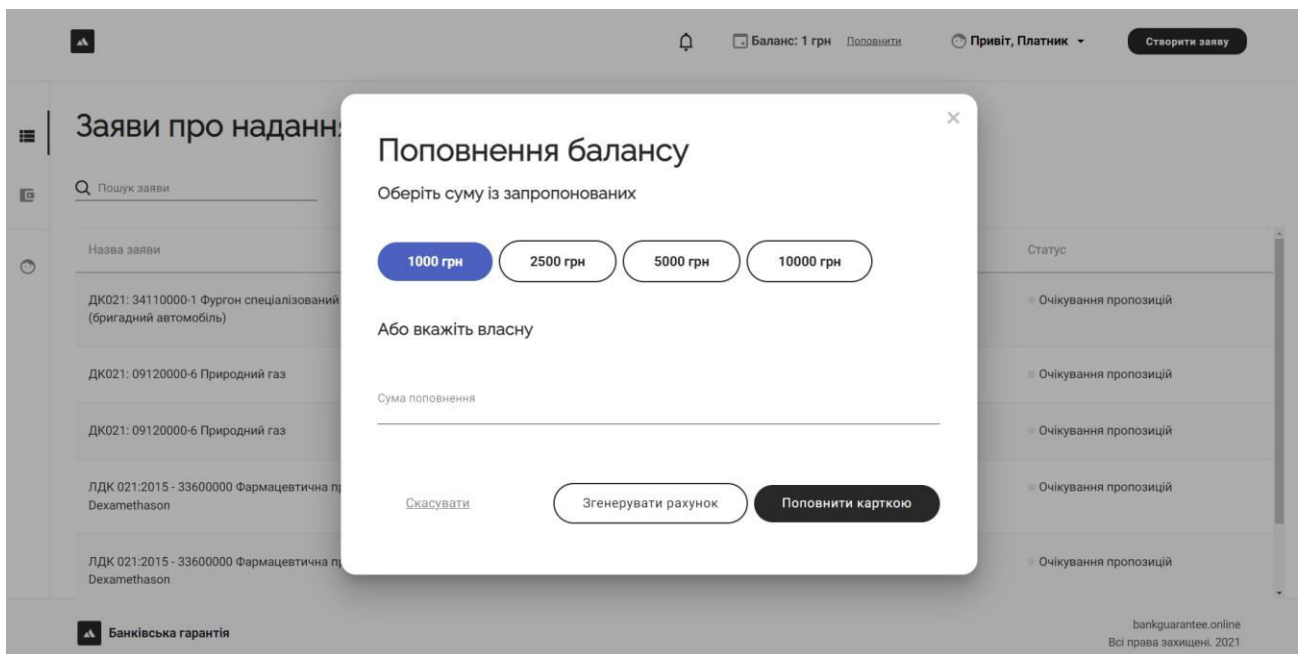 Баланс: 1 грн Поповнити Привіт, Платник Створити заяву
Заяви про надання
Пошук заяви
Назва заяви Статус
ДК021: 34110000-1 Фургон спеціалізований
(бригадний автомобіль)
Очікування пропозицій
ДК021: 09120000-6 Природний газ Очікування пропозицій
ДК021: 09120000-6 Природний газ Очікування пропозицій
ЛДК 021:2015 - 33600000 Фармацевтична
Dexamethason
Очікування пропозицій
ЛДК 021:2015 - 33600000 Фармацевтична
Dexamethason
Очікування пропозицій
Поповнення балансу
Оберіть суму із запропонованих
1000 грн 2500 грн 5000 грн 10000 грн
Або вкажіть власну
Сума поповнення
Скасувати Згенерувати рахунок Поповнити карткою
Банківська гарантія
bankguarantee.online
Всі права захищені. 2021